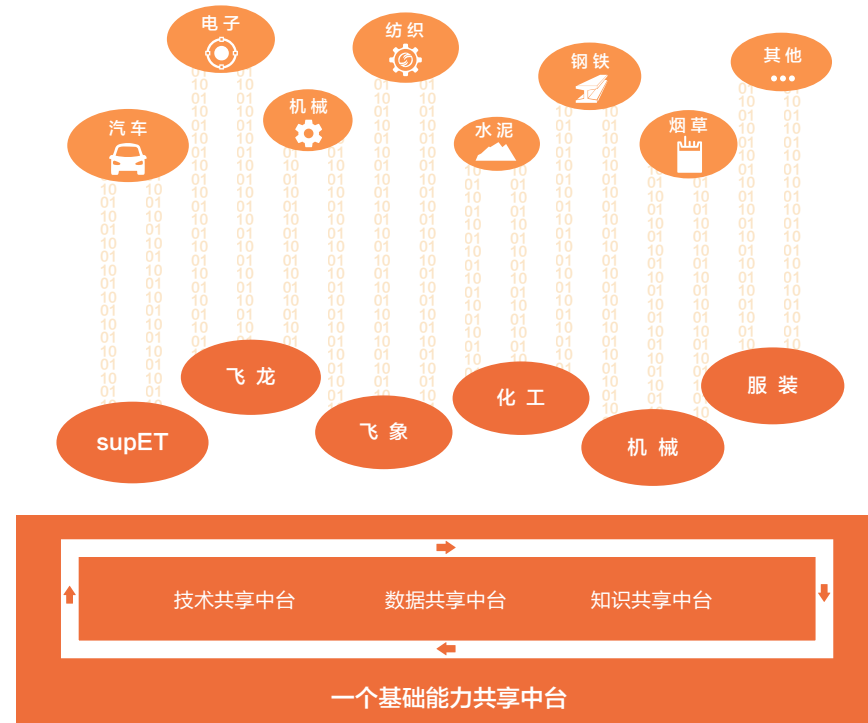 电子
纺织
其他
钢铁
机械
汽车
水泥
烟草
飞龙
服装
化工
飞象
supET
机械
技术共享中台 数据共享中台 知识共享中台
一个基础能力共享中台